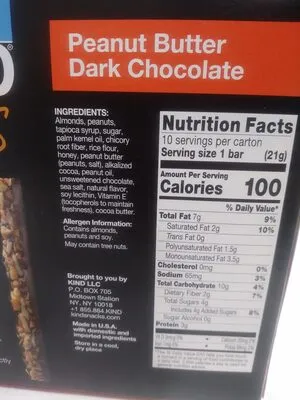 Peanut Butter
Dark Chocolate
INGREDIENTS:
Almonds, peanuts,
tapioca syrup, sugar,
palm kernel oil, chicory
root fiber, rice flour,
honey, peanut butter
(peanuts, salt), alkalized
cocoa, peanut oil,
unsweetened chocolate,
sea salt, natural flavor,
soy lecithin, Vitamin E
(tocopherols to maintain
freshness), cocoa butter.
Allergen Information:
Contains almonds,
peanuts and soy.
May contain tree nuts.
Brought to you by
KIND LLC
P.O. BOX 705
Midtown Station
NY, NY 10018
+1 855.884.KIND
kindsnacks.com
Made in U.S.A.
with domestic and
imported ingredients
Store in a cool,
dry place
Nutrition Facts
10 servings per carton
Serving size 1 bar (21g)
Amount Per Serving
Calories 100
% Daily Value*
Total Fat 7g 9%
Saturated Fat 2g 10%
Trans Fat 0g
Polyunsaturated Fat 1.5g
Monounsaturated Fat 3.5g
Cholesterol 0mg 0%
Sodium 65mg 3%
Total Carbohydrate 10g 4%
Dietary Fiber 2g 7%
Total Sugars 4g
Includes 4g Added Sugars 8%
Sugar Alcohol 0g
Protein 3g